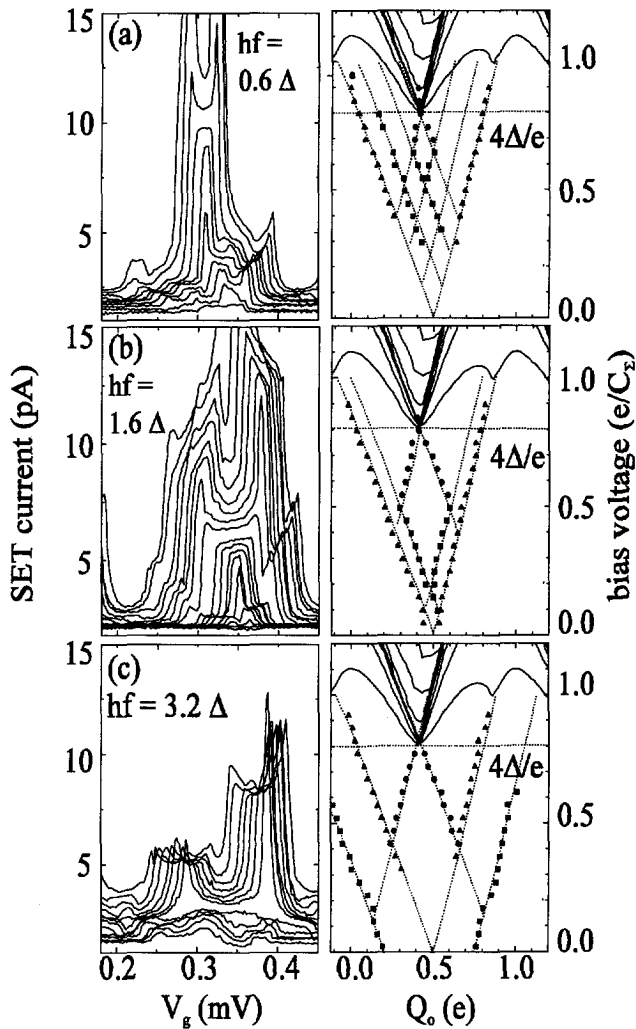 (a)
hf =
0.6 Δ
15
10
5
4Δ/e
1.0
0.5
0.0
(b)
hf =
1.6 Δ
15
10
5
4Δ/e
1.0
0.5
0.0
(c)
hf = 3.2 Δ
15
10
5
4Δ/e
1.0
0.5
0.0
SET current (pA)
bias voltage (e/C_Σ)
0.2 0.3 0.4
0.0 0.5 1.0
V_g (mV)
Q_o (e)